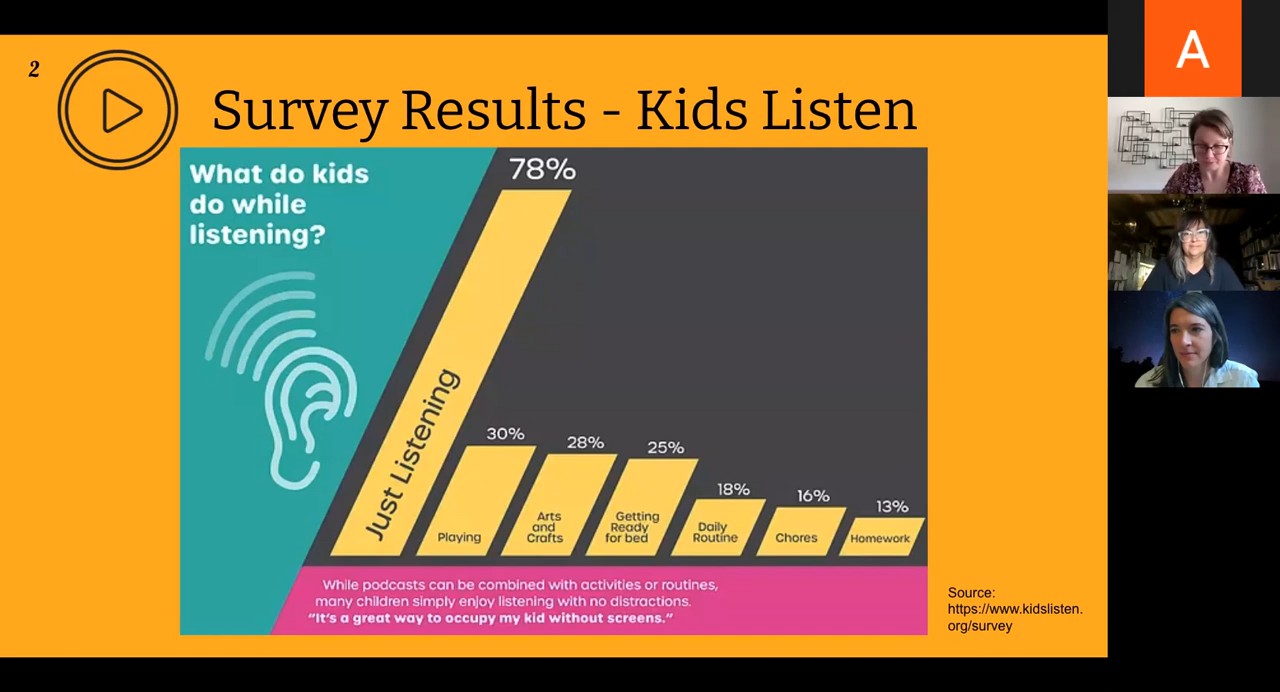 2
Survey Results - Kids Listen
What do kids
do while
listening?
78%
Just Listening
30%
Playing
28%
Arts
and
Crafts
25%
Getting
Ready
for bed
18%
Daily
Routine
16%
Chores
13%
Homework
While podcasts can be combined with activities or routines,
many children simply enjoy listening with no distractions.
“It’s a great way to occupy my kid without screens.”
Source:
https://www.kidslisten.
org/survey
A